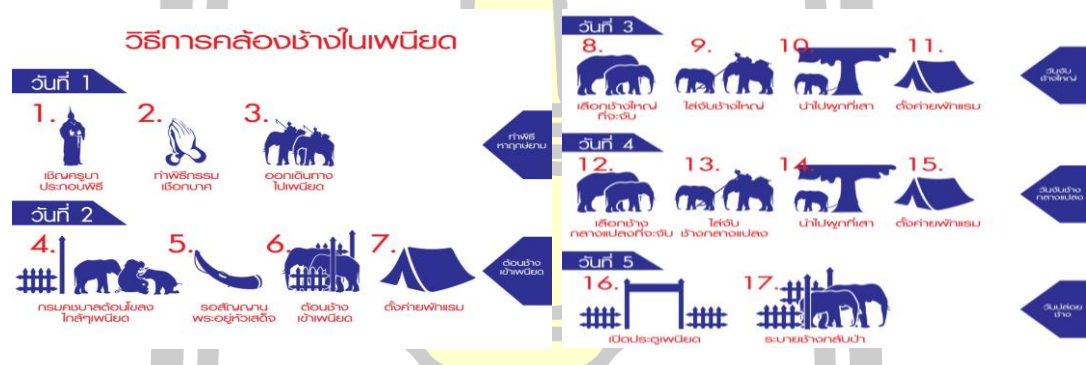 วิธีการคล้องช้างในเพนียด
วันที่ 1
1.
เชิญครูบา
ประกอบพิธี
2.
ทำพิธีกรรม
เชือกบาศ
3.
ออกเดินทาง
ไปเพนียด
ทำพิธี
หาฤกษ์ยาม
วันที่ 2
4.
กรมคชบาลต้อนโขลง
ใกล้ๆเพนียด
5.
รอสัญญาน
พระอยู่หัวเสด็จ
6.
ต้อนช้าง
เข้าเพนียด
7.
ตั้งค่ายพักแรม
ต้อนช้าง
เข้าเพนียด
วันที่ 3
8.
เลือกช้างใหญ่
ที่จะจับ
9.
ไล่จับช้างใหญ่
10.
นำไปผูกที่เสา
11.
ตั้งค่ายพักแรม
วันจับ
ช้างใหญ่
วันที่ 4
12.
เลือกช้าง
กลางแปลงที่จะจับ
13.
ไล่จับ
ช้างกลางแปลง
14.
นำไปผูกที่เสา
15.
ตั้งค่ายพักแรม
วันจับช้าง
กลางแปลง
วันที่ 5
16.
เปิดประตูเพนียด
17.
ระบายช้างกลับป่า
วันปล่อย
ช้าง